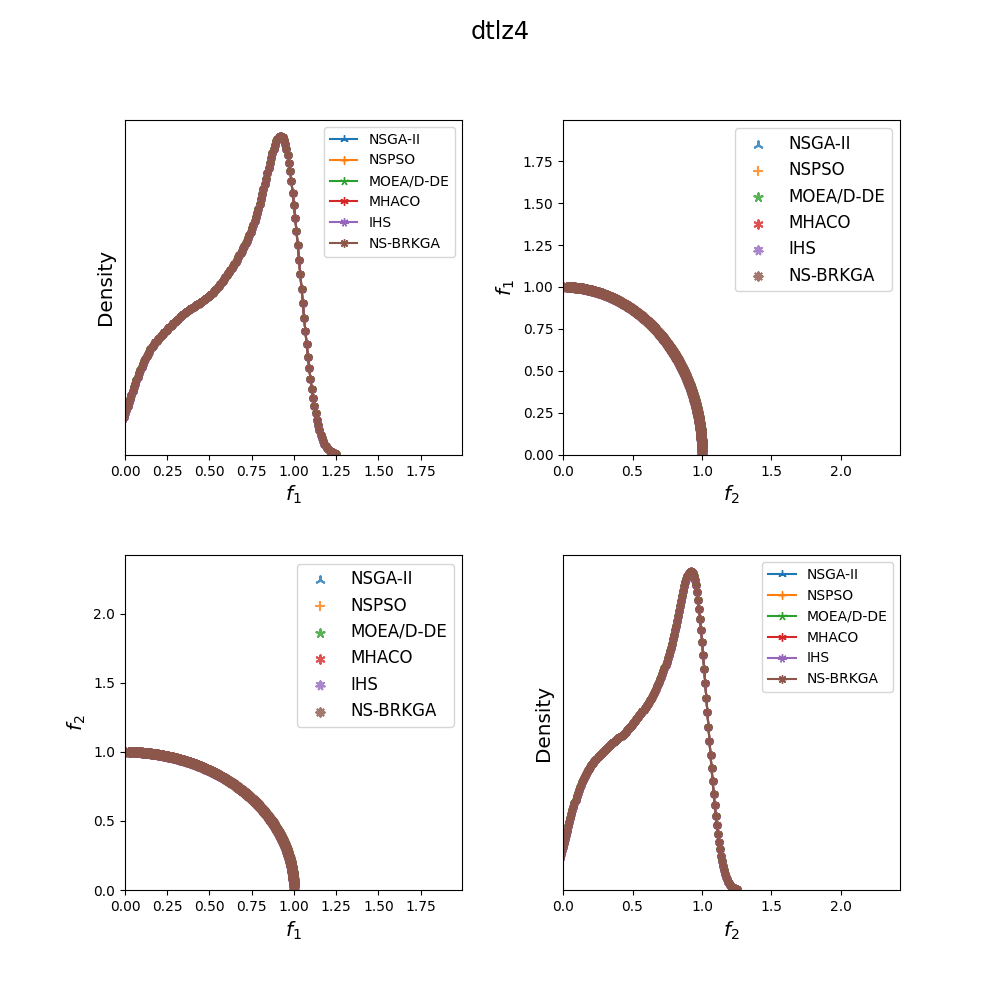 dtlz4
Density
NSGA-II
NSPSO
MOEA/D-DE
MHACO
IHS
NS-BRKGA
0.00 0.25 0.50 0.75 1.00 1.25 1.50 1.75
f1
f1
1.75
1.50
1.25
1.00
0.75
0.50
0.25
0.00
NSGA-II
NSPSO
MOEA/D-DE
MHACO
IHS
NS-BRKGA
0.0 0.5 1.0 1.5 2.0
f2
f2
2.0
1.5
1.0
0.5
0.0
NSGA-II
NSPSO
MOEA/D-DE
MHACO
IHS
NS-BRKGA
0.00 0.25 0.50 0.75 1.00 1.25 1.50 1.75
f1
Density
NSGA-II
NSPSO
MOEA/D-DE
MHACO
IHS
NS-BRKGA
0.0 0.5 1.0 1.5 2.0
f2